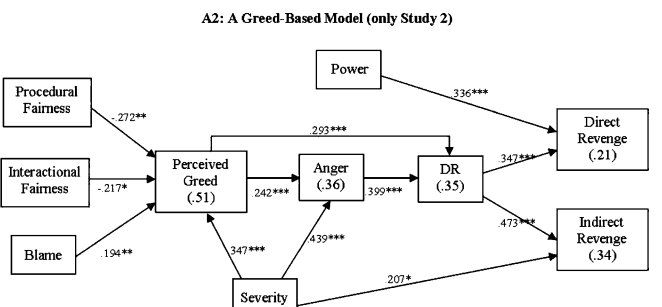 A2: A Greed-Based Model (only Study 2)
Power
Procedural
Fairness
.336***
-.272**
Direct
Revenge
(.21)
.293***
Interactional
Fairness
-.217*
Perceived
Greed
(.51)
.242***
Anger
(.36)
.399***
DR
(.35)
.347***
.473***
Indirect
Revenge
(.34)
Blame
.194**
.347***
.439***
.207*
Severity